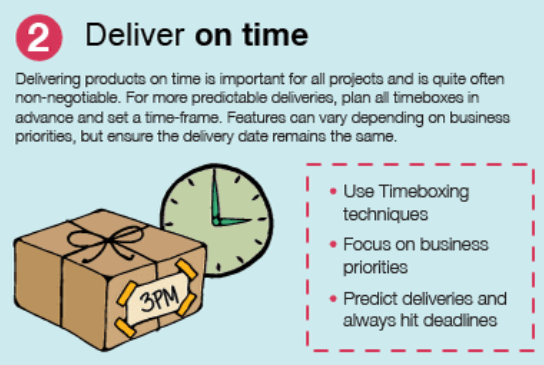 2 Deliver on time
Delivering products on time is important for all projects and is quite often
non-negotiable. For more predictable deliveries, plan all timeboxes in
advance and set a time-frame. Features can vary depending on business
priorities, but ensure the delivery date remains the same.
3PM
• Use Timeboxing
techniques
• Focus on business
priorities
• Predict deliveries and
always hit deadlines